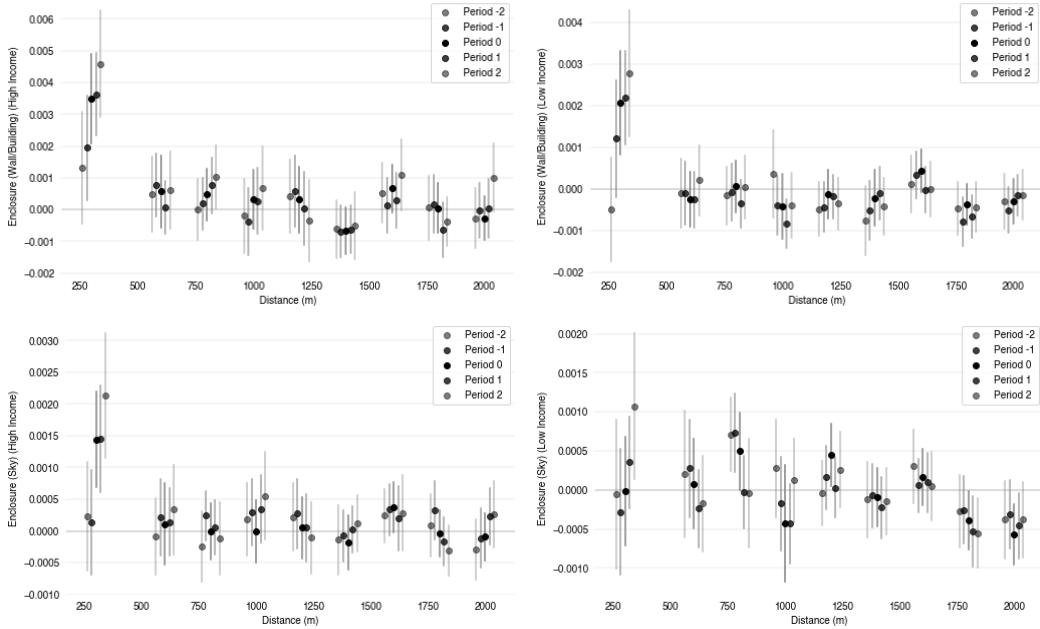 Enclosure (Wall/Building) (High Income)
0.006
0.005
0.004
0.003
0.002
0.001
0.000
−0.001
−0.002
250
500
750
1000
1250
1500
1750
2000
Distance (m)
Period -2
Period -1
Period 0
Period 1
Period 2
Enclosure (Wall/Building) (Low Income)
0.004
0.003
0.002
0.001
0.000
−0.001
−0.002
250
500
750
1000
1250
1500
1750
2000
Distance (m)
Period -2
Period -1
Period 0
Period 1
Period 2
Enclosure (Sky) (High Income)
0.0030
0.0025
0.0020
0.0015
0.0010
0.0005
0.0000
−0.0005
−0.0010
250
500
750
1000
1250
1500
1750
2000
Distance (m)
Period -2
Period -1
Period 0
Period 1
Period 2
Enclosure (Sky) (Low Income)
0.0020
0.0015
0.0010
0.0005
0.0000
−0.0005
−0.0010
250
500
750
1000
1250
1500
1750
2000
Distance (m)
Period -2
Period -1
Period 0
Period 1
Period 2